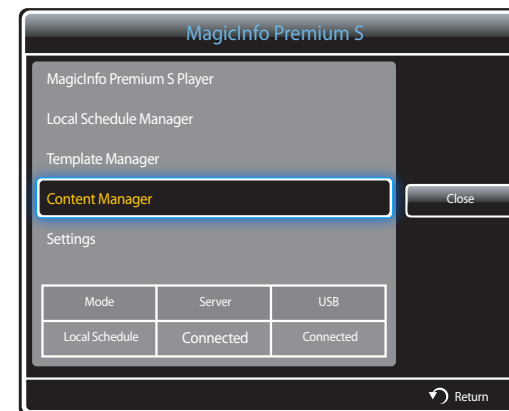 MagicInfo Premium S
MagicInfo Premium S Player
Local Schedule Manager
Template Manager
Content Manager
Close
Settings
Mode Server USB
Local Schedule Connected Connected
Return